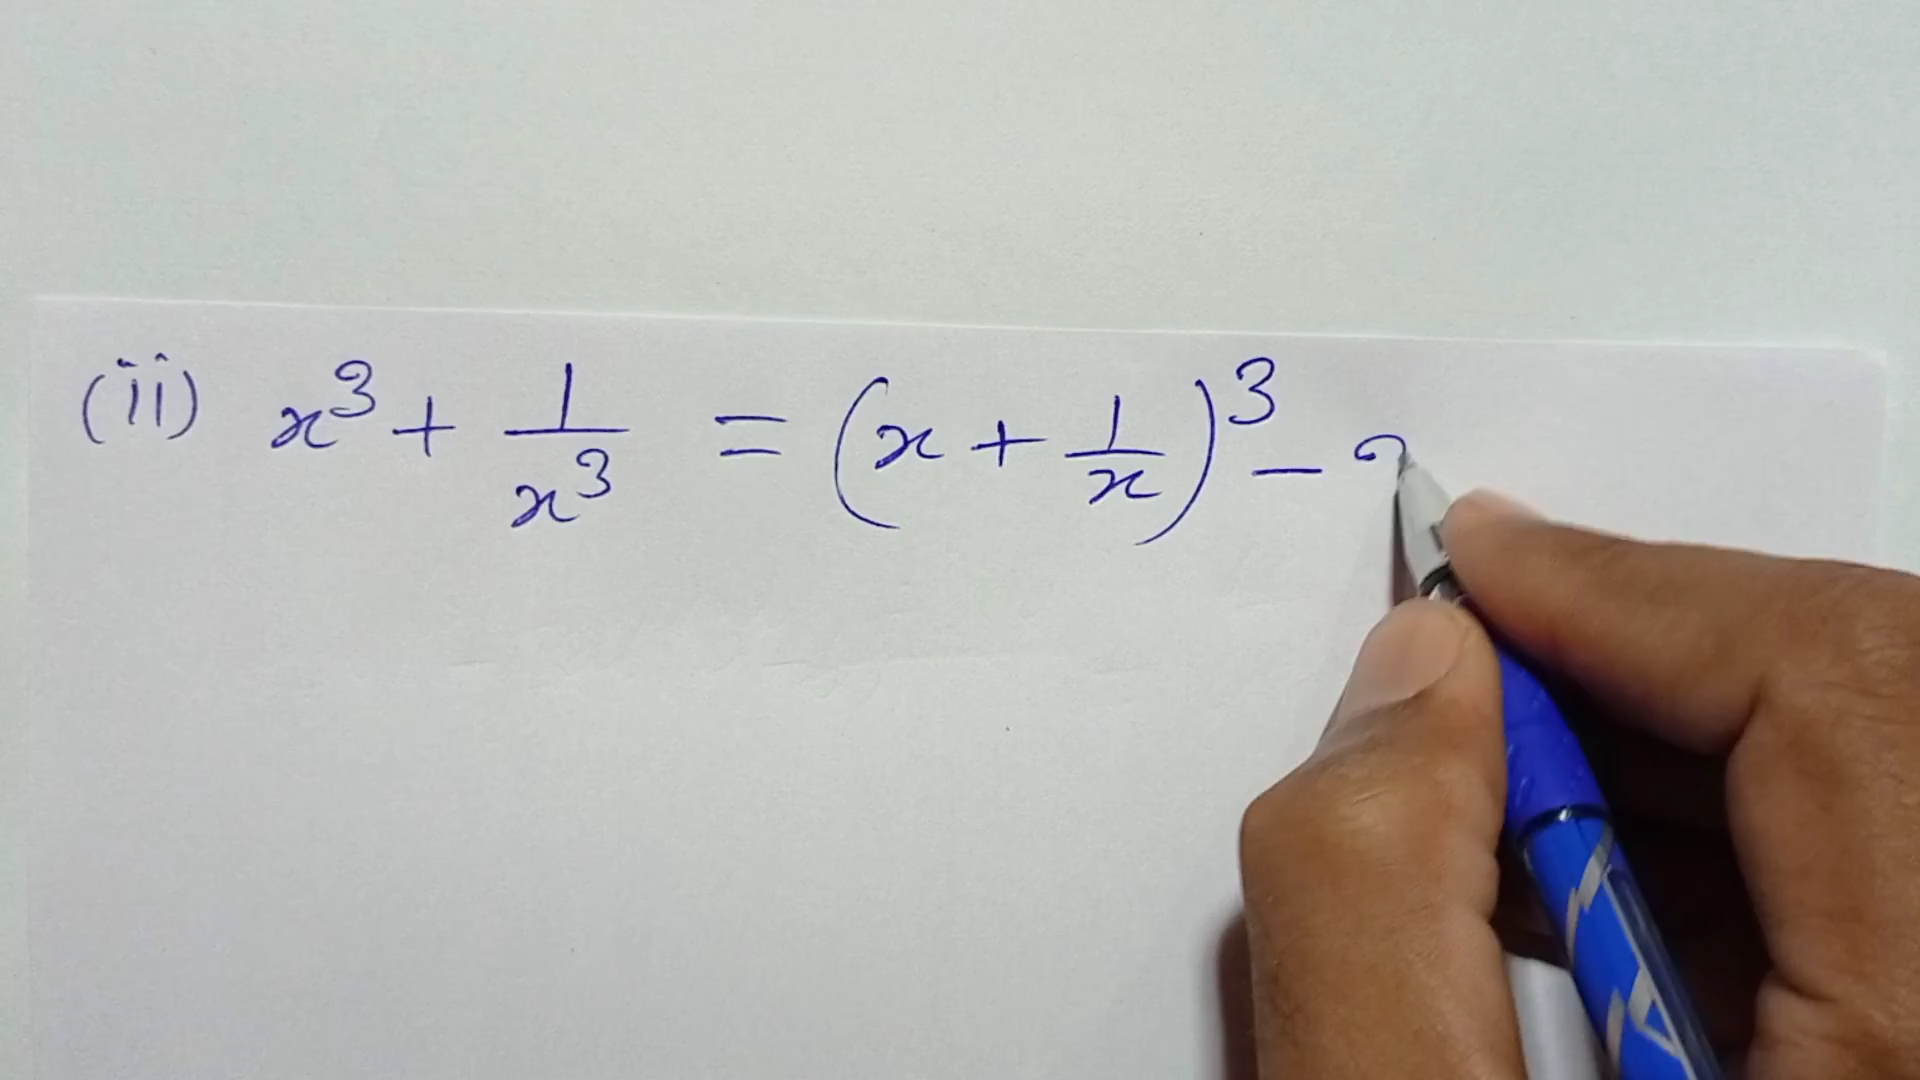 (ii) x³ + 1/x³ = (x + 1/x)³ –